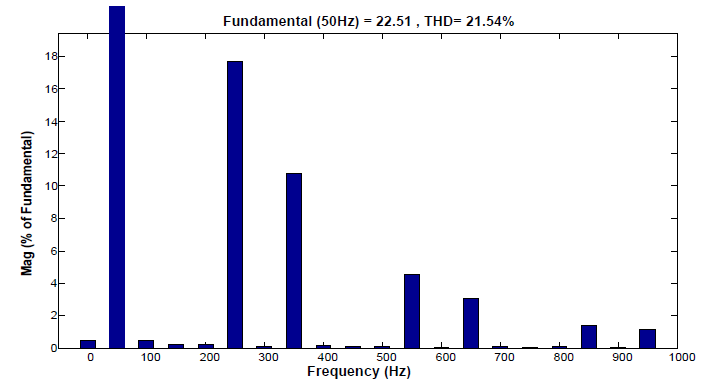 Fundamental (50Hz) = 22.51 , THD= 21.54%
18
16
14
12
10
8
6
4
2
0
Mag (% of Fundamental)
0 100 200 300 400 500 600 700 800 900 1000
Frequency (Hz)